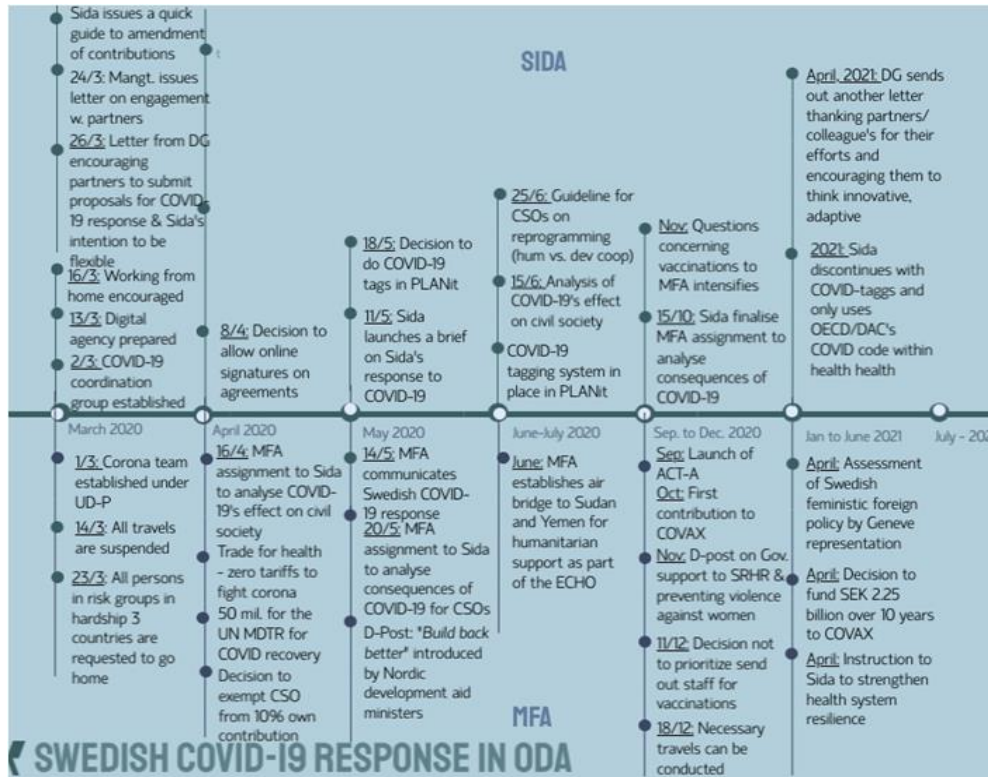 Sida issues a quick
guide to amendment
of contributions
24/3: Mangt. issues
letter on engagement
w. partners
26/3: Letter from DG
encouraging
partners to submit
proposals for COVID-
19 response & Sida's
intention to be
flexible
16/3: Working from
home encouraged
13/3: Digital
agency prepared
2/3: COVID-19
coordination
group established
t
8/4: Decision to
allow online
signatures on
agreements
SIDA
18/5: Decision to
do COVID-19
tags in PLANit
11/5: Sida
launches a brief
on Sida's
response to
COVID-19
25/6: Guideline for
CSOs on
reprogramming
(hum vs. dev coop)
15/6: Analysis of
COVID-19's effect
on civil society
COVID-19
tagging system in
place in PLANit
Nov: Questions
concerning
vaccinations to
MFA intensifies
15/10: Sida finalise
MFA assignment to
analyse
consequences of
COVID-19
April, 2021: DG sends
out another letter
thanking partners/
colleague's for their
efforts and
encouraging them to
think innovative,
adaptive
2021: Sida
discontinues with
COVID-taggs and
only uses
OECD/DAC's
COVID code within
health health
March 2020
April 2020
May 2020
June-July 2020
Sep. to Dec. 2020
Jan to June 2021
July - 202
1/3: Corona team
established under
UD-P
14/3: All travels
are suspended
23/3: All persons
in risk groups in
hardship 3
countries are
requested to go
home
16/4: MFA
assignment to Sida
to analyse COVID-
19's effect on civil
society
Trade for health
- zero tariffs to
fight corona
50 mil. for the
UN MDTR for
COVID recovery
Decision to
exempt CSO
from 10% own
contribution
14/5: MFA
communicates
Swedish COVID-
19 response
20/5: MFA
assignment to Sida
to analyse
consequences of
COVID-19 for CSOs
D-Post: "Build back
better" introduced
by Nordic
development aid
ministers
June: MFA
establishes air
bridge to Sudan
and Yemen for
humanitarian
support as part
of the ECHO
MFA
Sep: Launch of
ACT-A
Oct: First
contribution to
COVAX
Nov: D-post on Gov.
support to SRHR &
preventing violence
against women
11/12: Decision not
to prioritize send
out staff for
vaccinations
18/12: Necessary
travels can be
conducted
April: Assessment
of Swedish
feministic foreign
policy by Geneve
representation
April: Decision to
fund SEK 2.25
billion over 10 years
to COVAX
April: Instruction to
Sida to strengthen
health system
resilience
SWEDISH COVID-19 RESPONSE IN ODA